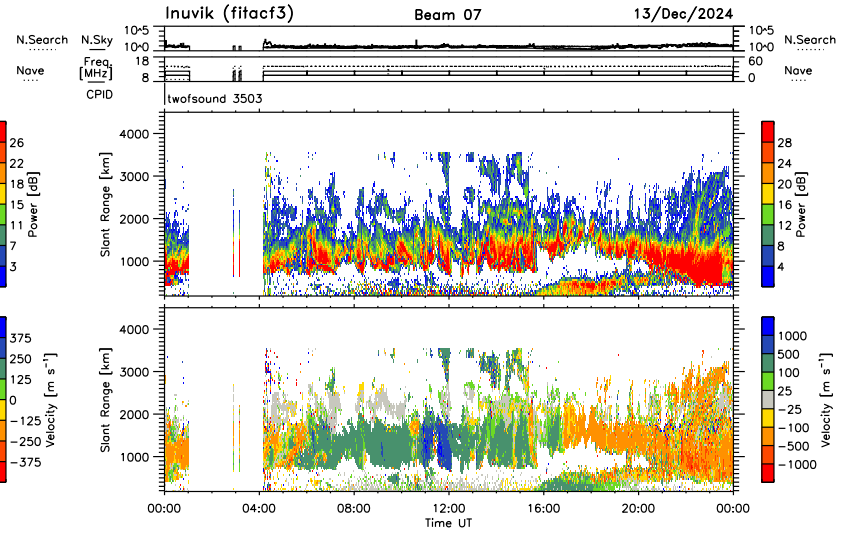 Inuvik (fitacf3) Beam 07 13/Dec/2024
N.Search N.Sky 10^5 10^0 10^5 10^0 N.Search
Nave Freq. [MHz] 18 8 60 0 Nave
CPID twofsound 3503
Power [dB] 26 22 18 15 11 7 3
Slant Range [km] 4000 3000 2000 1000
28 24 20 16 12 8 4 Power [dB]
375 250 125 0 −125 −250 −375 Velocity [m s⁻¹]
Slant Range [km] 4000 3000 2000 1000
1000 500 100 25 −25 −100 −500 −1000 Velocity [m s⁻¹]
00:00 04:00 08:00 12:00 16:00 20:00 00:00
Time UT